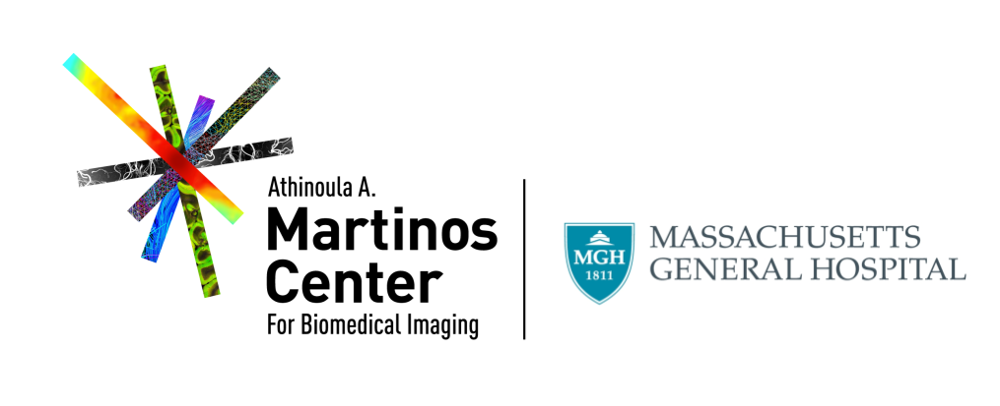 Athinoula A.
Martinos
Center
For Biomedical Imaging
MGH
1811
MASSACHUSETTS
GENERAL HOSPITAL